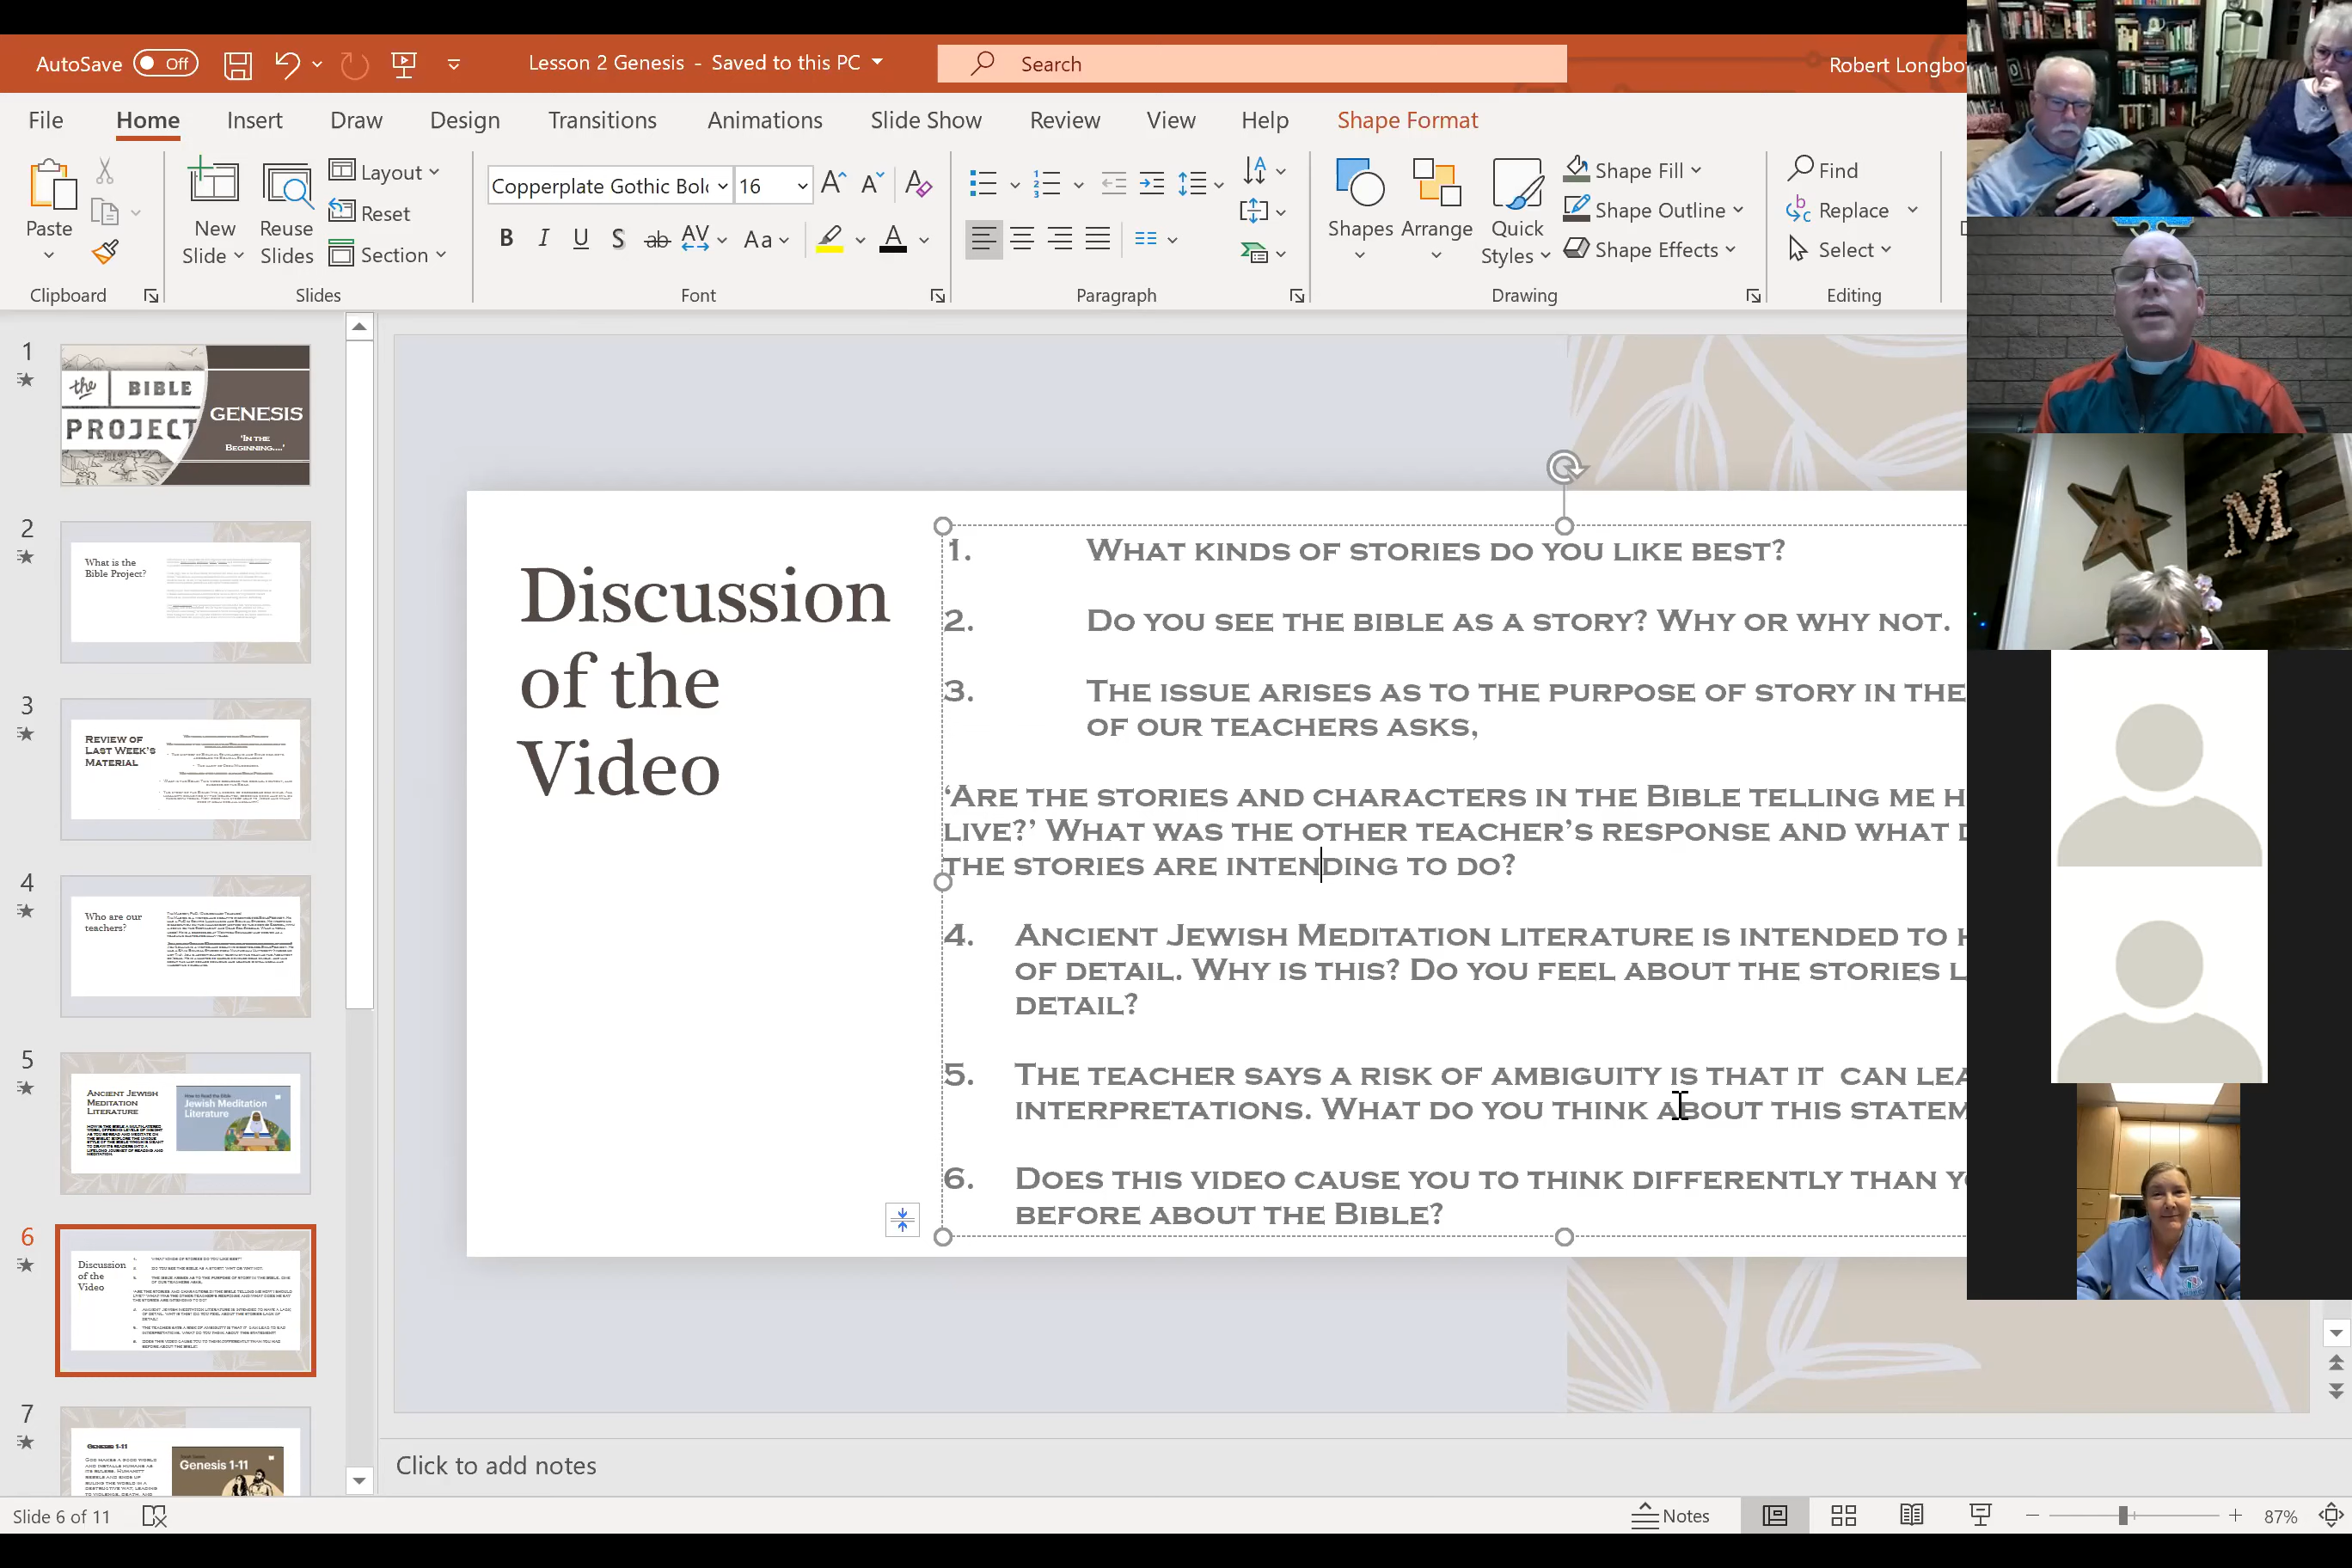 AutoSave Off Lesson 2 Genesis - Saved to this PC Search Robert Longbo
File Home Insert Draw Design Transitions Animations Slide Show Review View Help Shape Format
Paste
New
Slide
Reuse
Slides
Layout
Reset
Section
Copperplate Gothic Bol 16
Shapes Arrange Quick
Styles
Shape Fill
Shape Outline
Shape Effects
Find
Replace
Select
Clipboard Slides Font Paragraph Drawing Editing
1
the BIBLE
PROJECT
GENESIS
'In the
Beginning....'
2
What is the
Bible Project?
3
Review of
Last Week's
Material
4
Who are our
teachers?
5
Ancient Jewish
Meditation
Literature
How to Read the Bible
Jewish Meditation
Literature
6
Discussion
of the
Video
7
Genesis 1-11
Genesis 1-11
Discussion
of the
Video
1. What kinds of stories do you like best?
2. Do you see the bible as a story? Why or why not.
3. The issue arises as to the purpose of story in the
of our teachers asks,
'Are the stories and characters in the Bible telling me h
live?' What was the other teacher's response and what d
the stories are intending to do?
4. Ancient Jewish Meditation literature is intended to h
of detail. Why is this? Do you feel about the stories l
detail?
5. The teacher says a risk of ambiguity is that it can lea
interpretations. What do you think about this statem
6. Does this video cause you to think differently than y
before about the Bible?
M
Click to add notes
Slide 6 of 11 Notes 87%